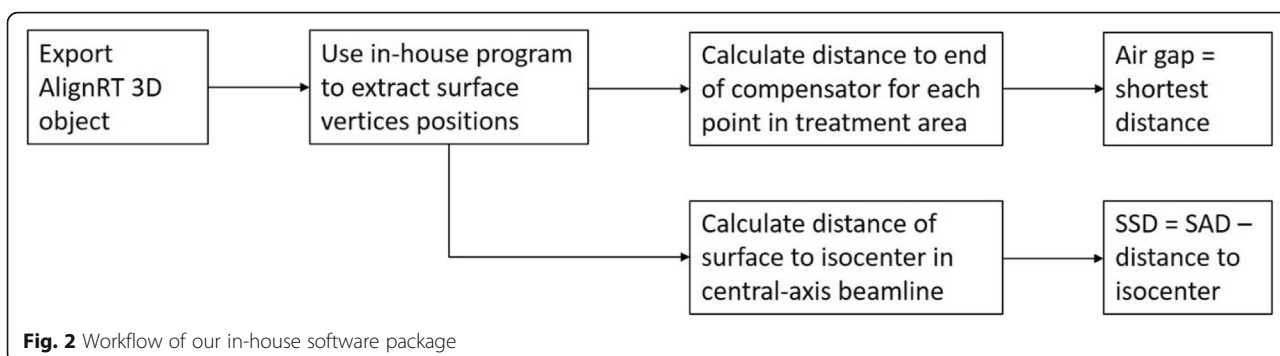 Export
AlignRT 3D
object
Use in-house program
to extract surface
vertices positions
Calculate distance to end
of compensator for each
point in treatment area
Air gap =
shortest
distance
Calculate distance of
surface to isocenter in
central-axis beamline
SSD = SAD –
distance to
isocenter
Fig. 2 Workflow of our in-house software package